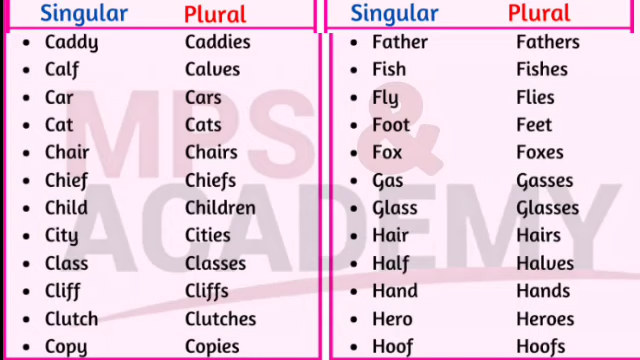 Singular Plural
• Caddy Caddies
• Calf Calves
• Car Cars
• Cat Cats
• Chair Chairs
• Chief Chiefs
• Child Children
• City Cities
• Class Classes
• Cliff Cliffs
• Clutch Clutches
• Copy Copies
Singular Plural
• Father Fathers
• Fish Fishes
• Fly Flies
• Foot Feet
• Fox Foxes
• Gas Gasses
• Glass Glasses
• Hair Hairs
• Half Halves
• Hand Hands
• Hero Heroes
• Hoof Hoofs
MPS &
ACADEMY